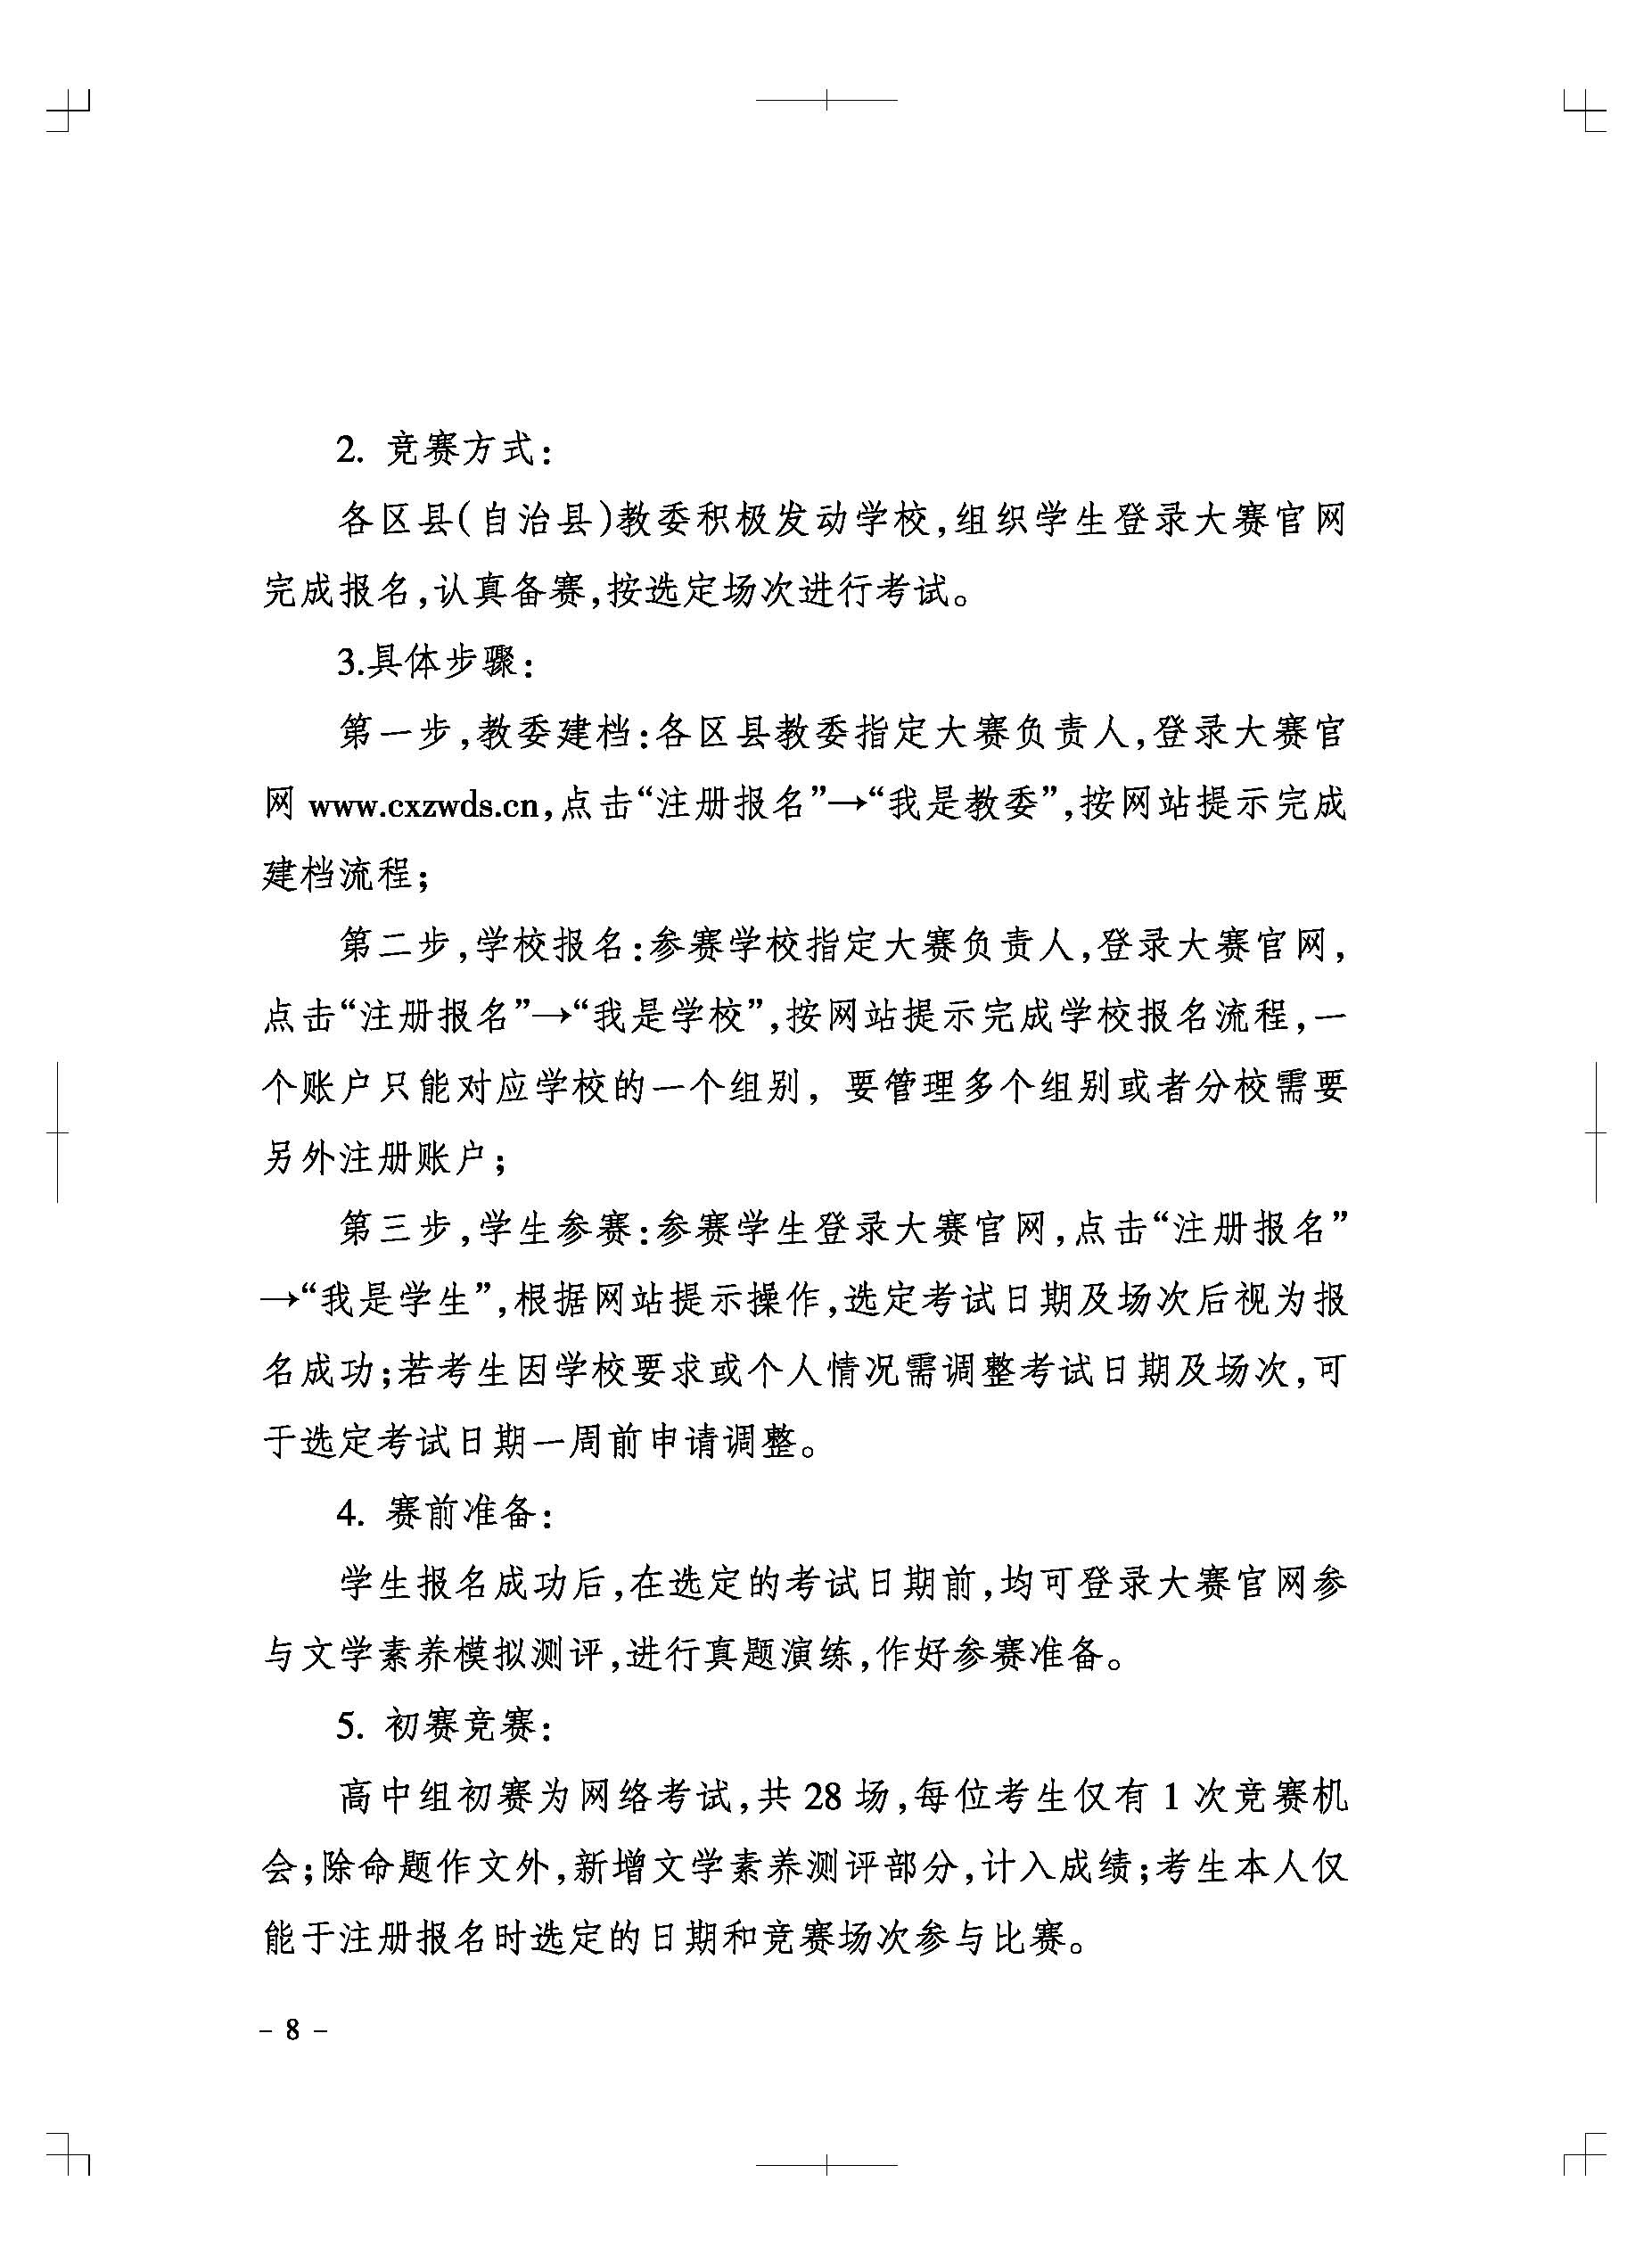 2. 竞赛方式：
各区县(自治县)教委积极发动学校,组织学生登录大赛官网
完成报名,认真备赛,按选定场次进行考试。
3.具体步骤：
第一步,教委建档:各区县教委指定大赛负责人,登录大赛官
网 www.cxzwds.cn,点击“注册报名”→“我是教委”,按网站提示完成
建档流程；
第二步,学校报名:参赛学校指定大赛负责人,登录大赛官网,
点击“注册报名”→“我是学校”,按网站提示完成学校报名流程,一
个账户只能对应学校的一个组别，要管理多个组别或者分校需要
另外注册账户；
第三步,学生参赛:参赛学生登录大赛官网,点击“注册报名”
→“我是学生”,根据网站提示操作,选定考试日期及场次后视为报
名成功;若考生因学校要求或个人情况需调整考试日期及场次,可
于选定考试日期一周前申请调整。
4. 赛前准备：
学生报名成功后,在选定的考试日期前,均可登录大赛官网参
与文学素养模拟测评,进行真题演练,作好参赛准备。
5. 初赛竞赛：
高中组初赛为网络考试,共 28 场,每位考生仅有 1 次竞赛机
会;除命题作文外,新增文学素养测评部分,计入成绩;考生本人仅
能于注册报名时选定的日期和竞赛场次参与比赛。
– 8 –